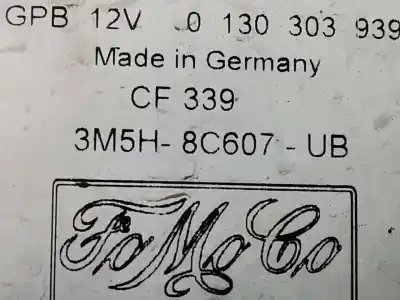 GPB 12V 0 130 303 939
Made in Germany
CF 339
3M5H- 8C607 - UB
FoMoCo